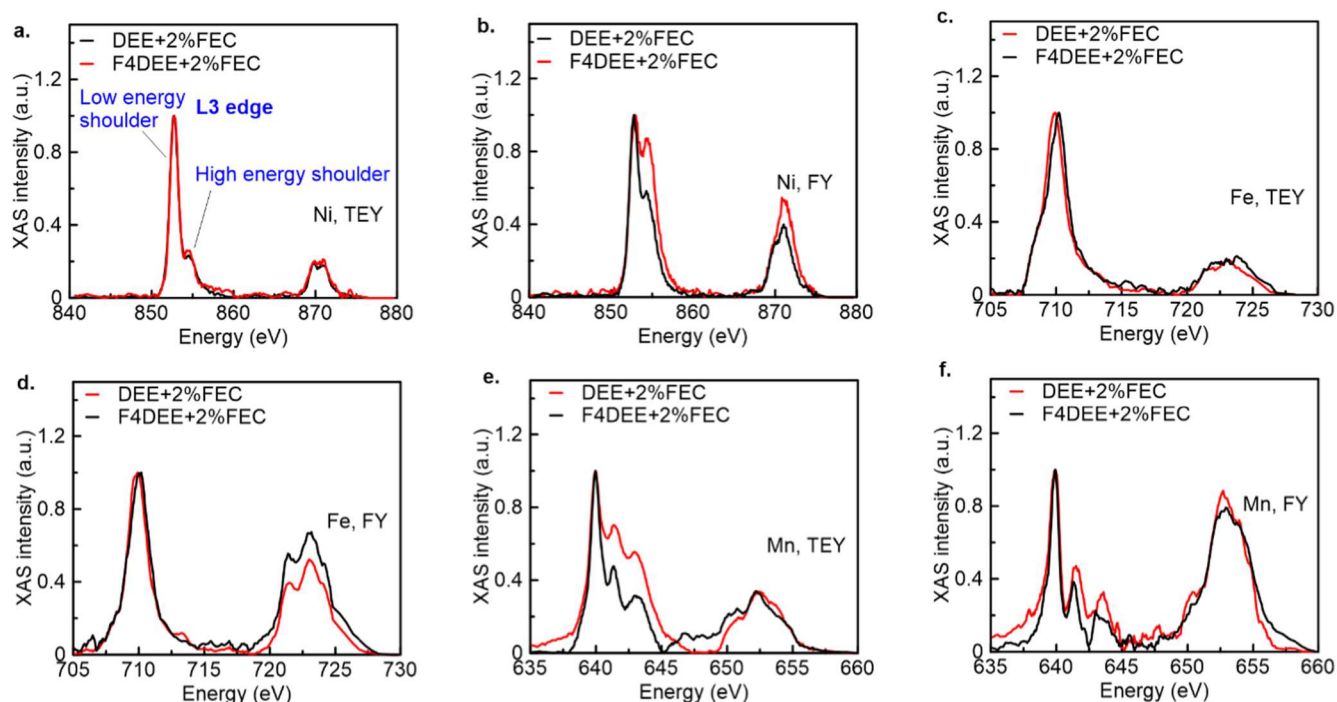 a.
DEE+2%FEC
F4DEE+2%FEC
1.2
0.8
0.4
0
XAS intensity (a.u.)
Low energy
shoulder
L3 edge
High energy shoulder
Ni, TEY
840 850 860 870 880
Energy (eV)
b.
DEE+2%FEC
F4DEE+2%FEC
1.2
0.8
0.4
0
XAS intensity (a.u.)
Ni, FY
840 850 860 870 880
Energy (eV)
c.
DEE+2%FEC
F4DEE+2%FEC
1.2
0.8
0.4
0
XAS intensity (a.u.)
Fe, TEY
705 710 715 720 725 730
Energy (eV)
d.
DEE+2%FEC
F4DEE+2%FEC
1.2
0.8
0.4
0
XAS intensity (a.u.)
Fe, FY
705 710 715 720 725 730
Energy (eV)
e.
DEE+2%FEC
F4DEE+2%FEC
1.2
0.8
0.4
0
XAS intensity (a.u.)
Mn, TEY
635 640 645 650 655 660
Energy (eV)
f.
DEE+2%FEC
F4DEE+2%FEC
1.2
0.8
0.4
0
XAS intensity (a.u.)
Mn, FY
635 640 645 650 655 660
Energy (eV)